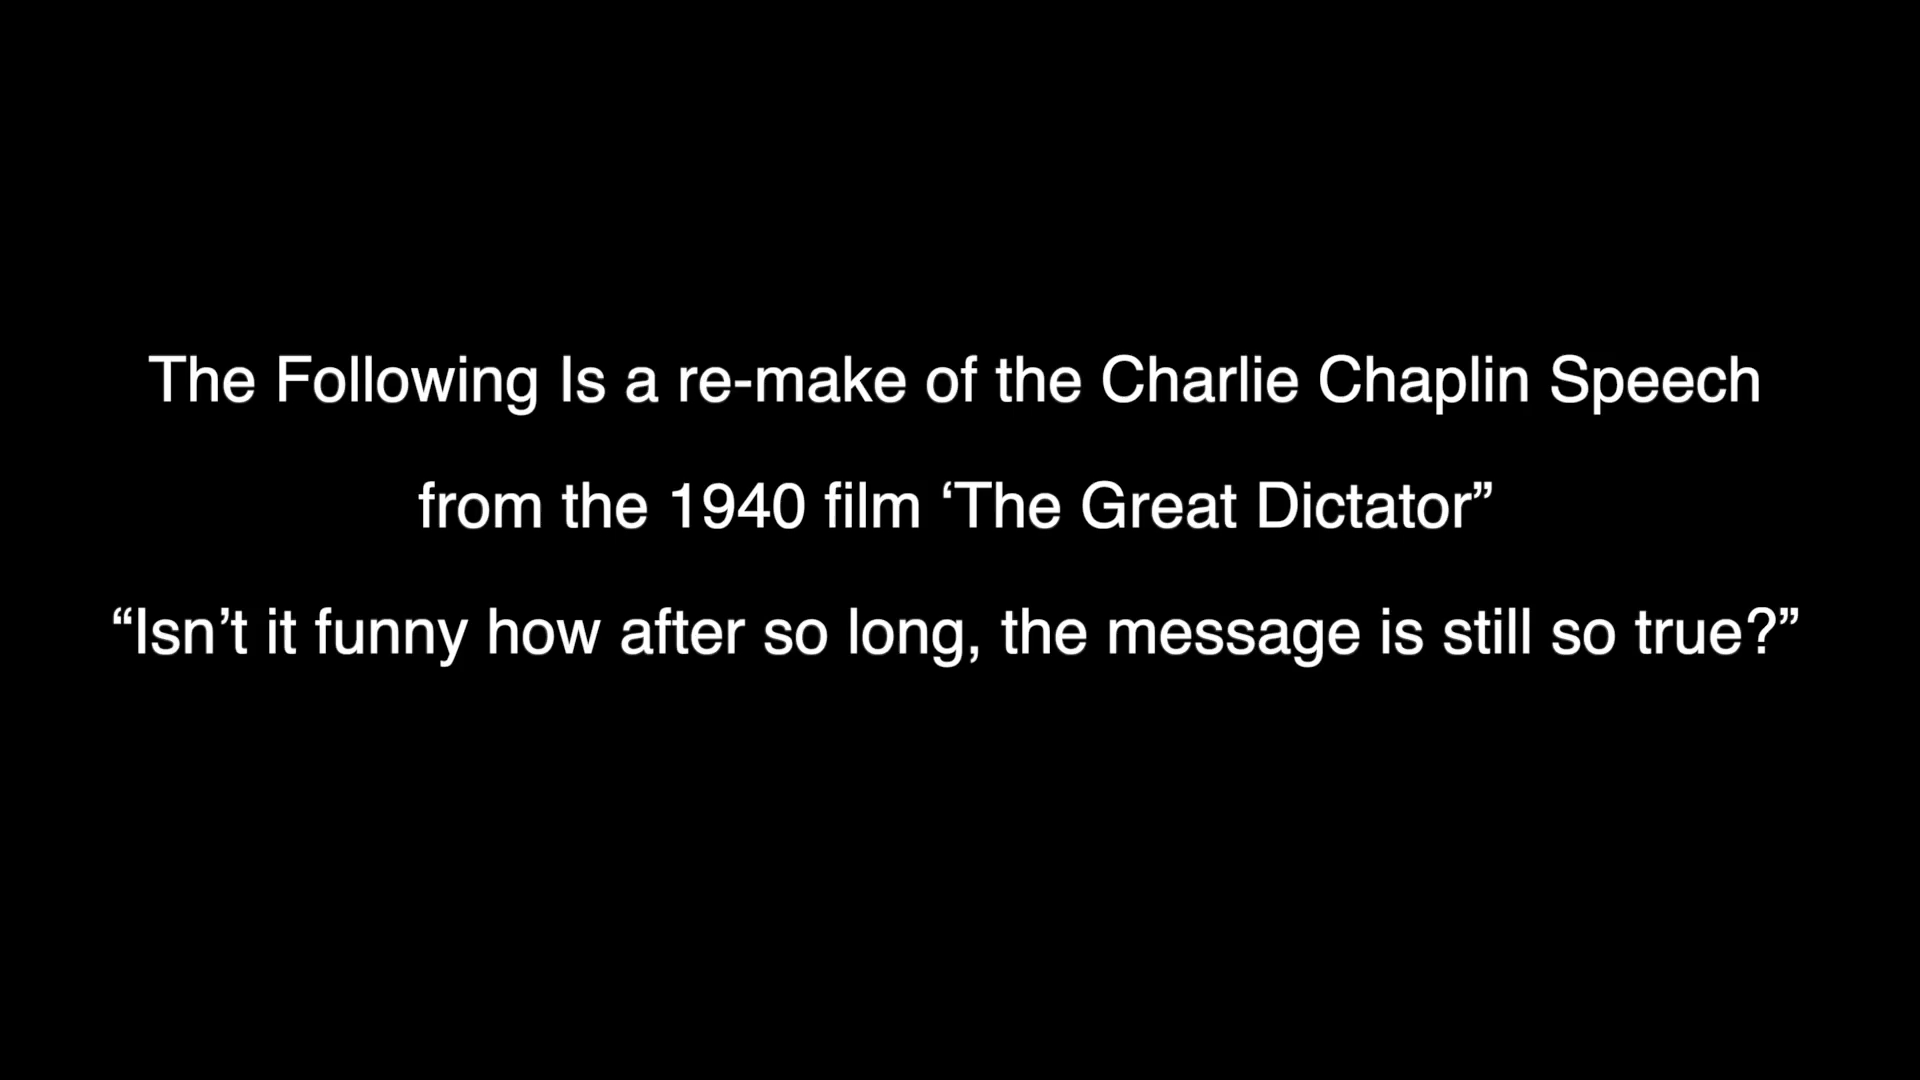 The Following Is a re-make of the Charlie Chaplin Speech
from the 1940 film ‘The Great Dictator”
“Isn’t it funny how after so long, the message is still so true?”